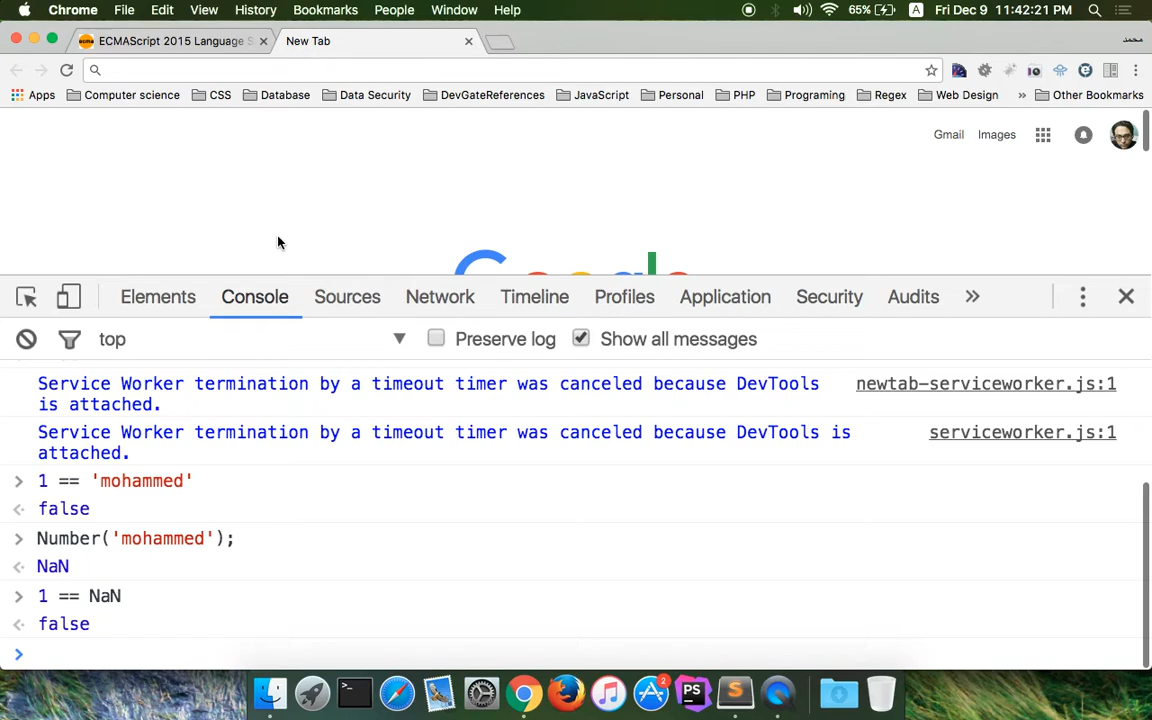 Chrome File Edit View History Bookmarks People Window Help 65% A Fri Dec 9 11:42:21 PM
ECMAScript 2015 Language S New Tab محمد
Apps Computer science CSS Database Data Security DevGateReferences JavaScript Personal PHP Programing Regex Web Design » Other Bookmarks
Gmail Images
Google
Elements Console Sources Network Timeline Profiles Application Security Audits »
top Preserve log Show all messages
Service Worker termination by a timeout timer was canceled because DevTools newtab-serviceworker.js:1
is attached.
Service Worker termination by a timeout timer was canceled because DevTools is serviceworker.js:1
attached.
> 1 == 'mohammed'
false
> Number('mohammed');
NaN
> 1 == NaN
false
>
>_ 2 PS S